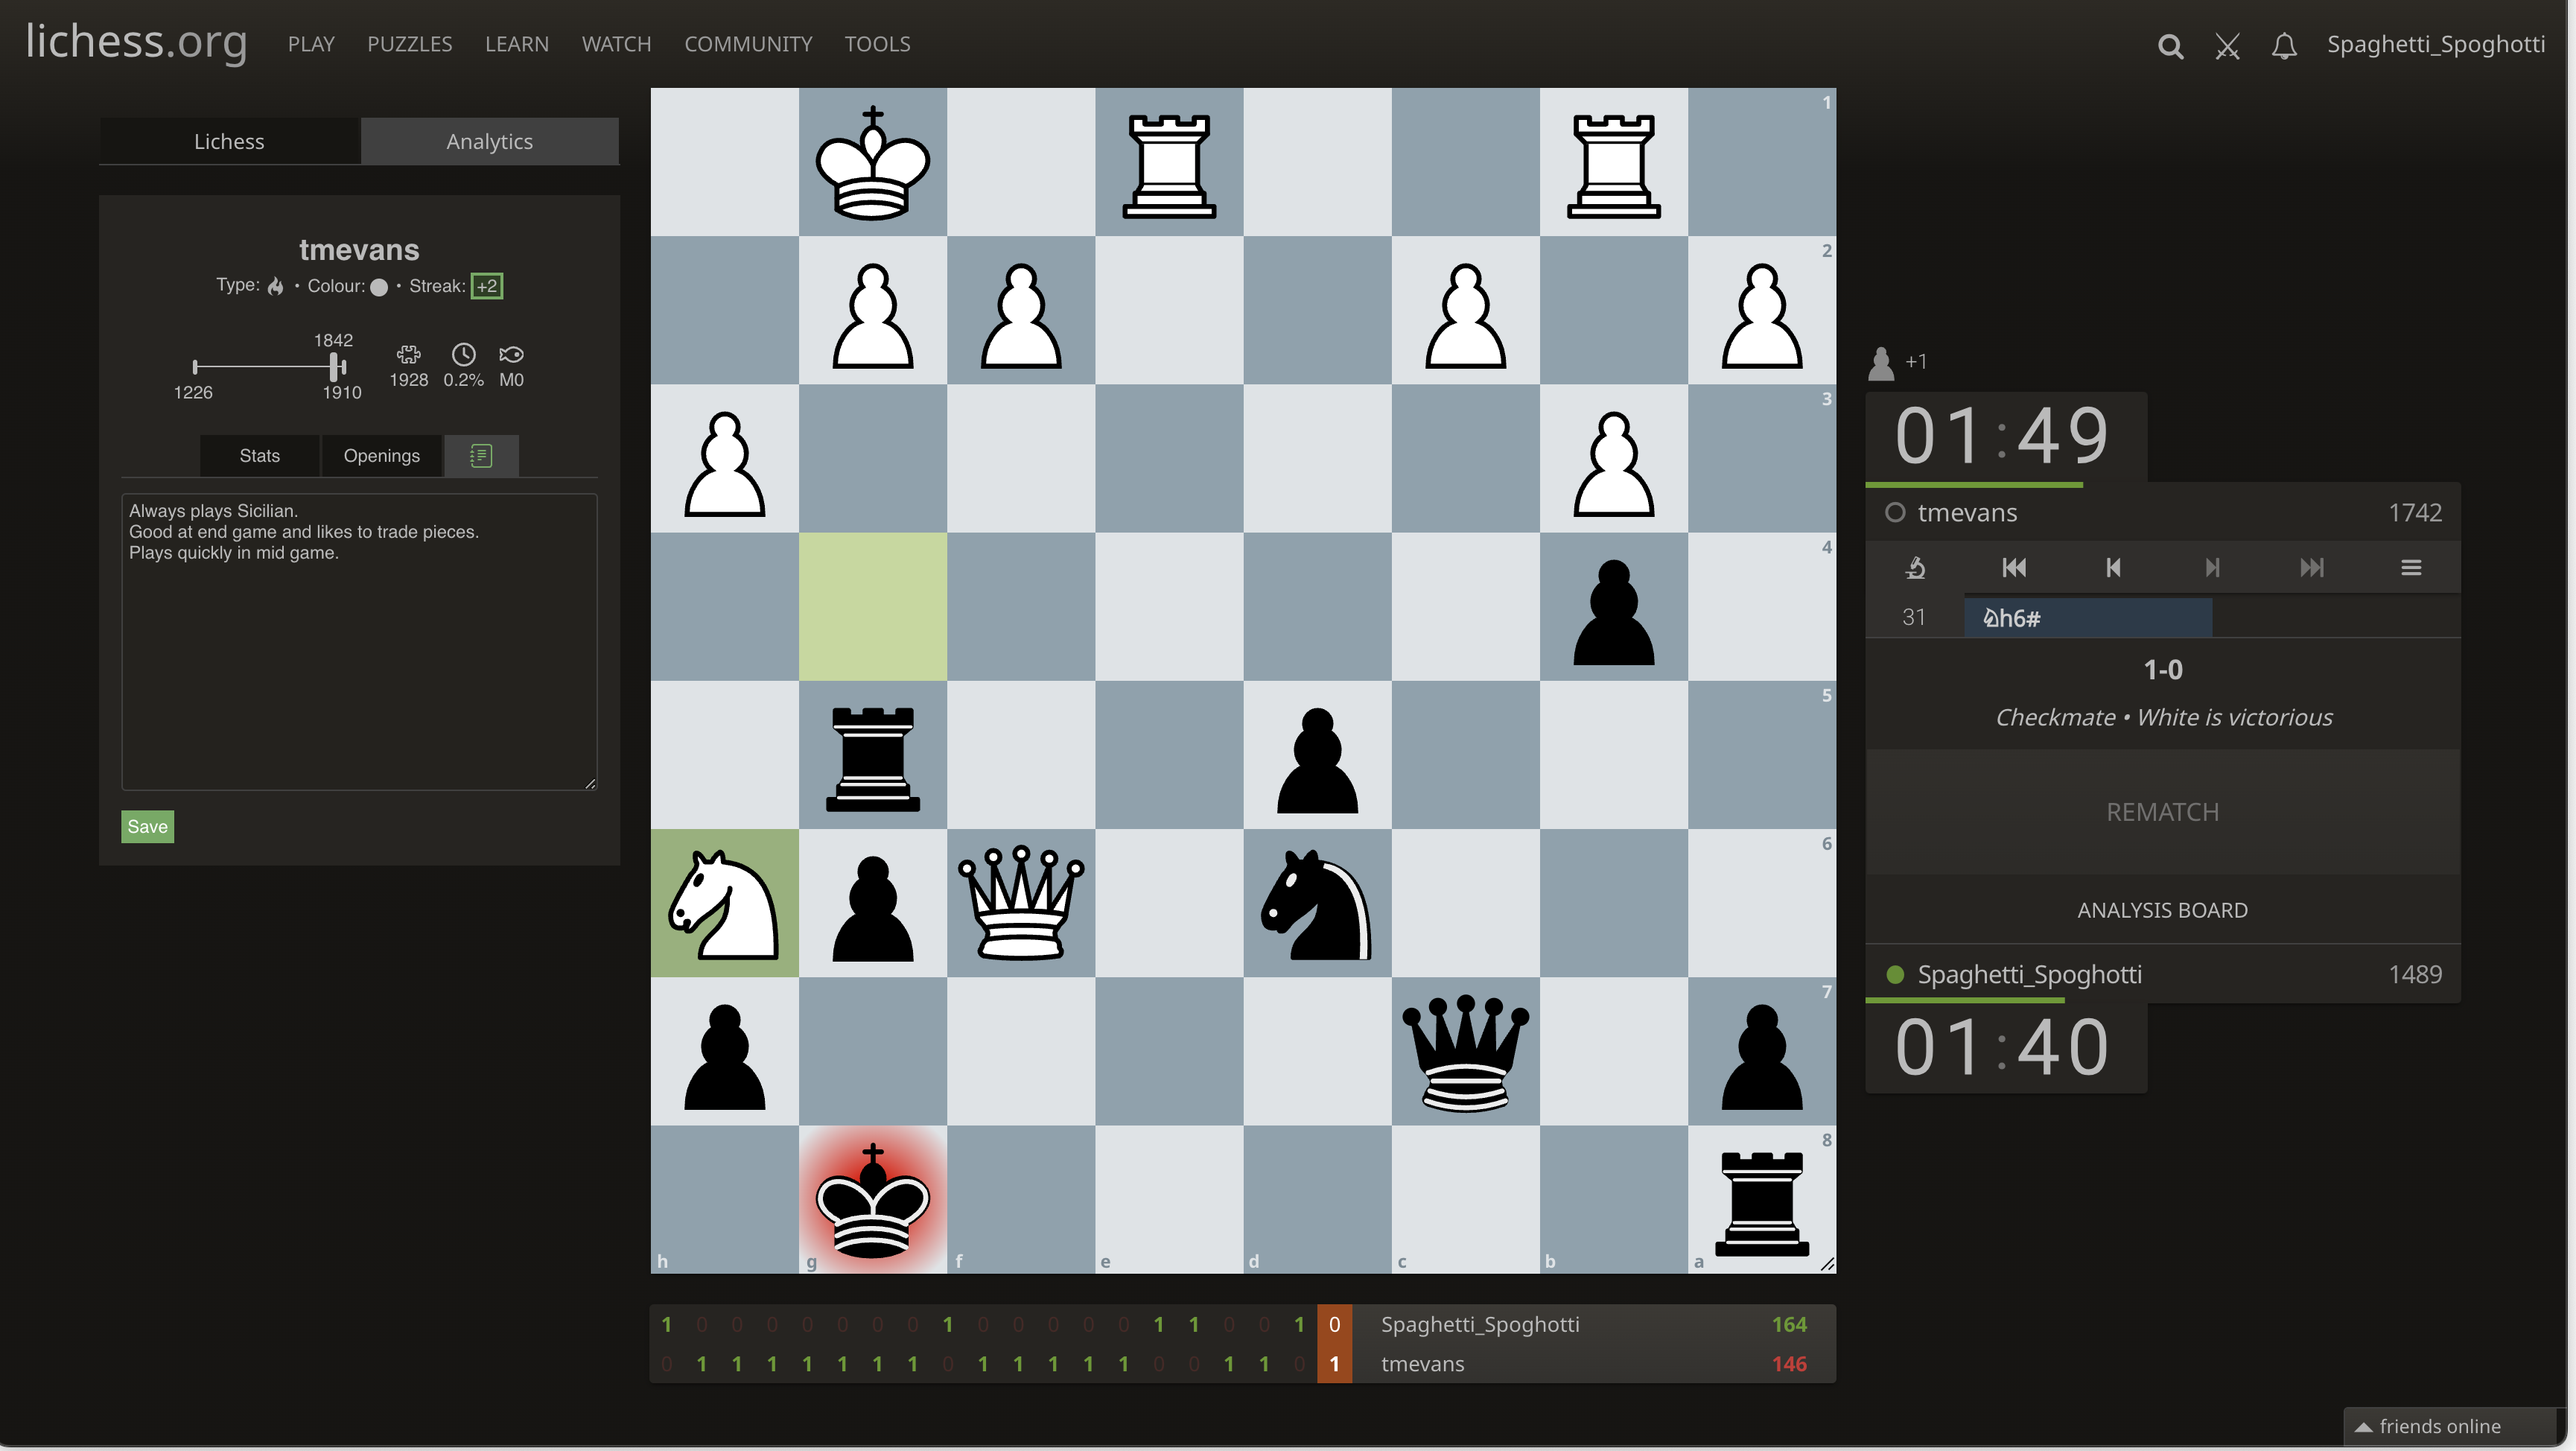 lichess.org PLAY PUZZLES LEARN WATCH COMMUNITY TOOLS Spaghetti_Spoghotti
Lichess Analytics
tmevans
Type: • Colour: • Streak: +2
1842
1226 1910 1928 0.2% M0
Stats Openings
Always plays Sicilian.
Good at end game and likes to trade pieces.
Plays quickly in mid game.
Save
1
2
3
4
5
6
7
8
h g f e d c b a
1 0 0 0 0 0 0 0 1 0 0 0 0 0 1 1 0 0 1 0 Spaghetti_Spoghotti 164
0 1 1 1 1 1 1 1 0 1 1 1 1 1 0 0 1 1 0 1 tmevans 146
+1
01:49
tmevans 1742
31 ♘h6#
1-0
Checkmate • White is victorious
REMATCH
ANALYSIS BOARD
Spaghetti_Spoghotti 1489
01:40
friends online